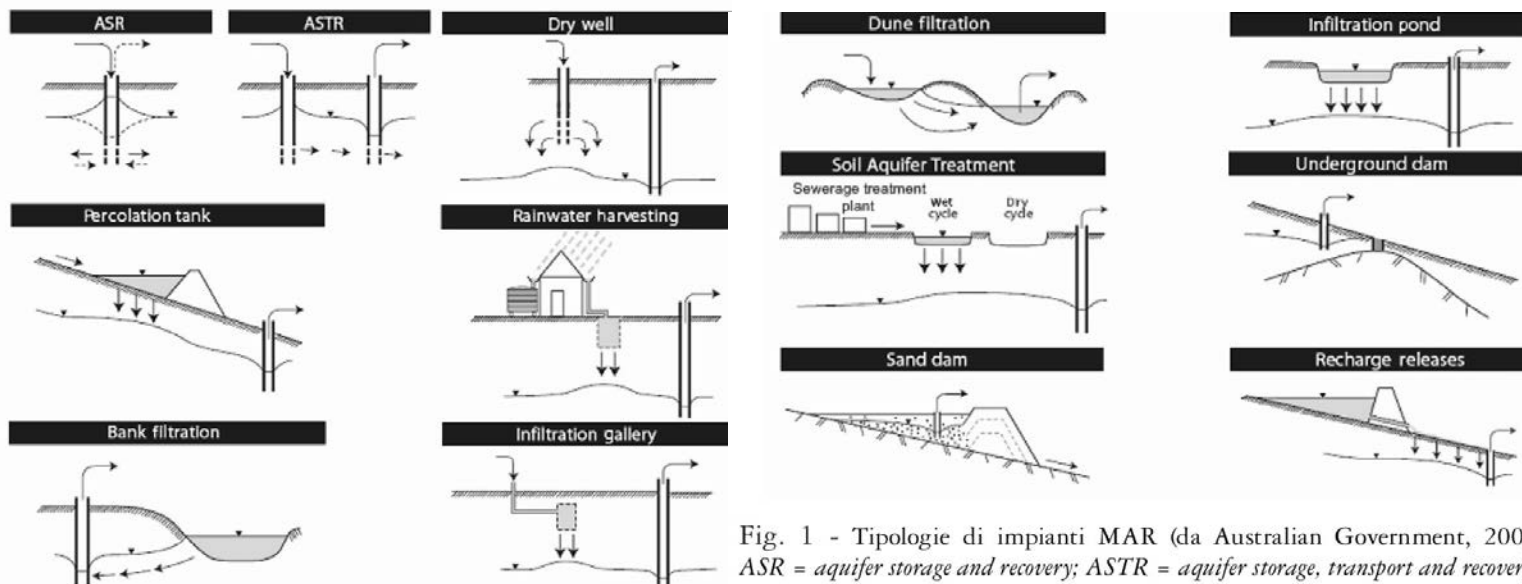 ASR
ASTR
Dry well
Percolation tank
Rainwater harvesting
Bank filtration
Infiltration gallery
Dune filtration
Infiltration pond
Soil Aquifer Treatment
Sewerage treatment
plant
Wet
cycle
Dry
cycle
Underground dam
Sand dam
Recharge releases
Fig. 1 - Tipologie di impianti MAR (da Australian Government,
ASR = aquifer storage and recovery; ASTR = aquifer storage, transport and